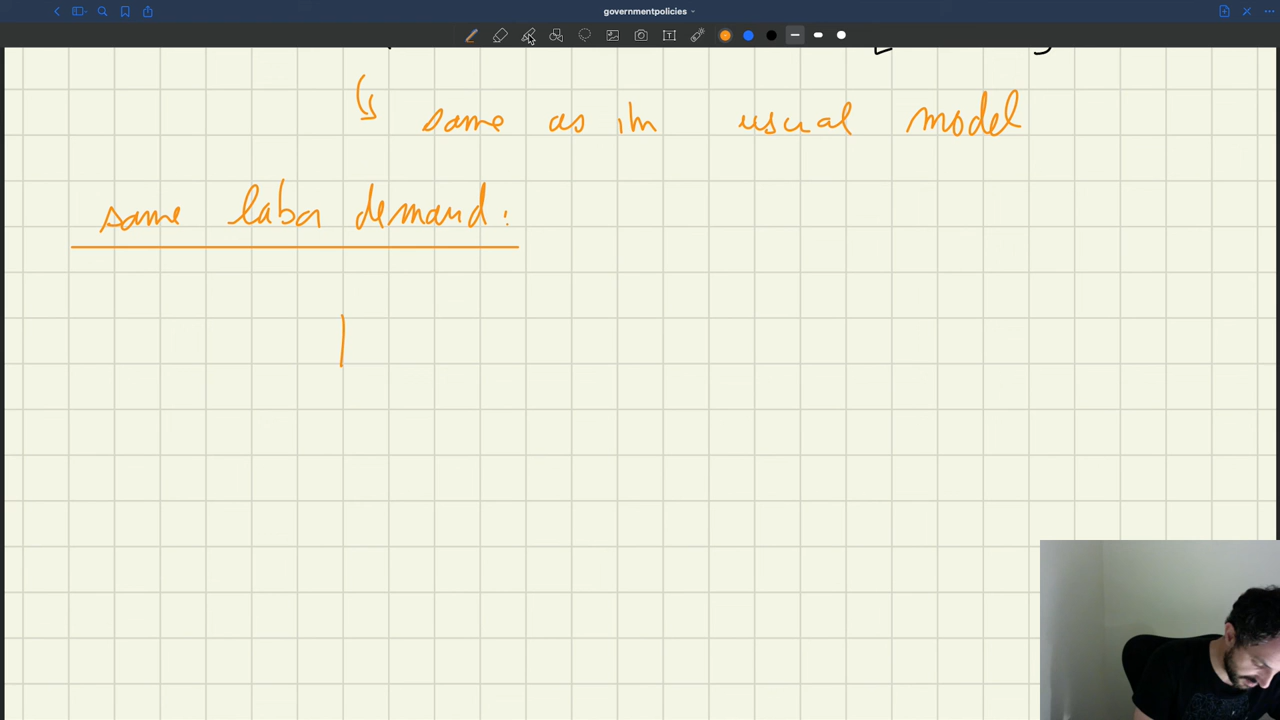 governmentpolicies
same as in usual model
same labor demand: